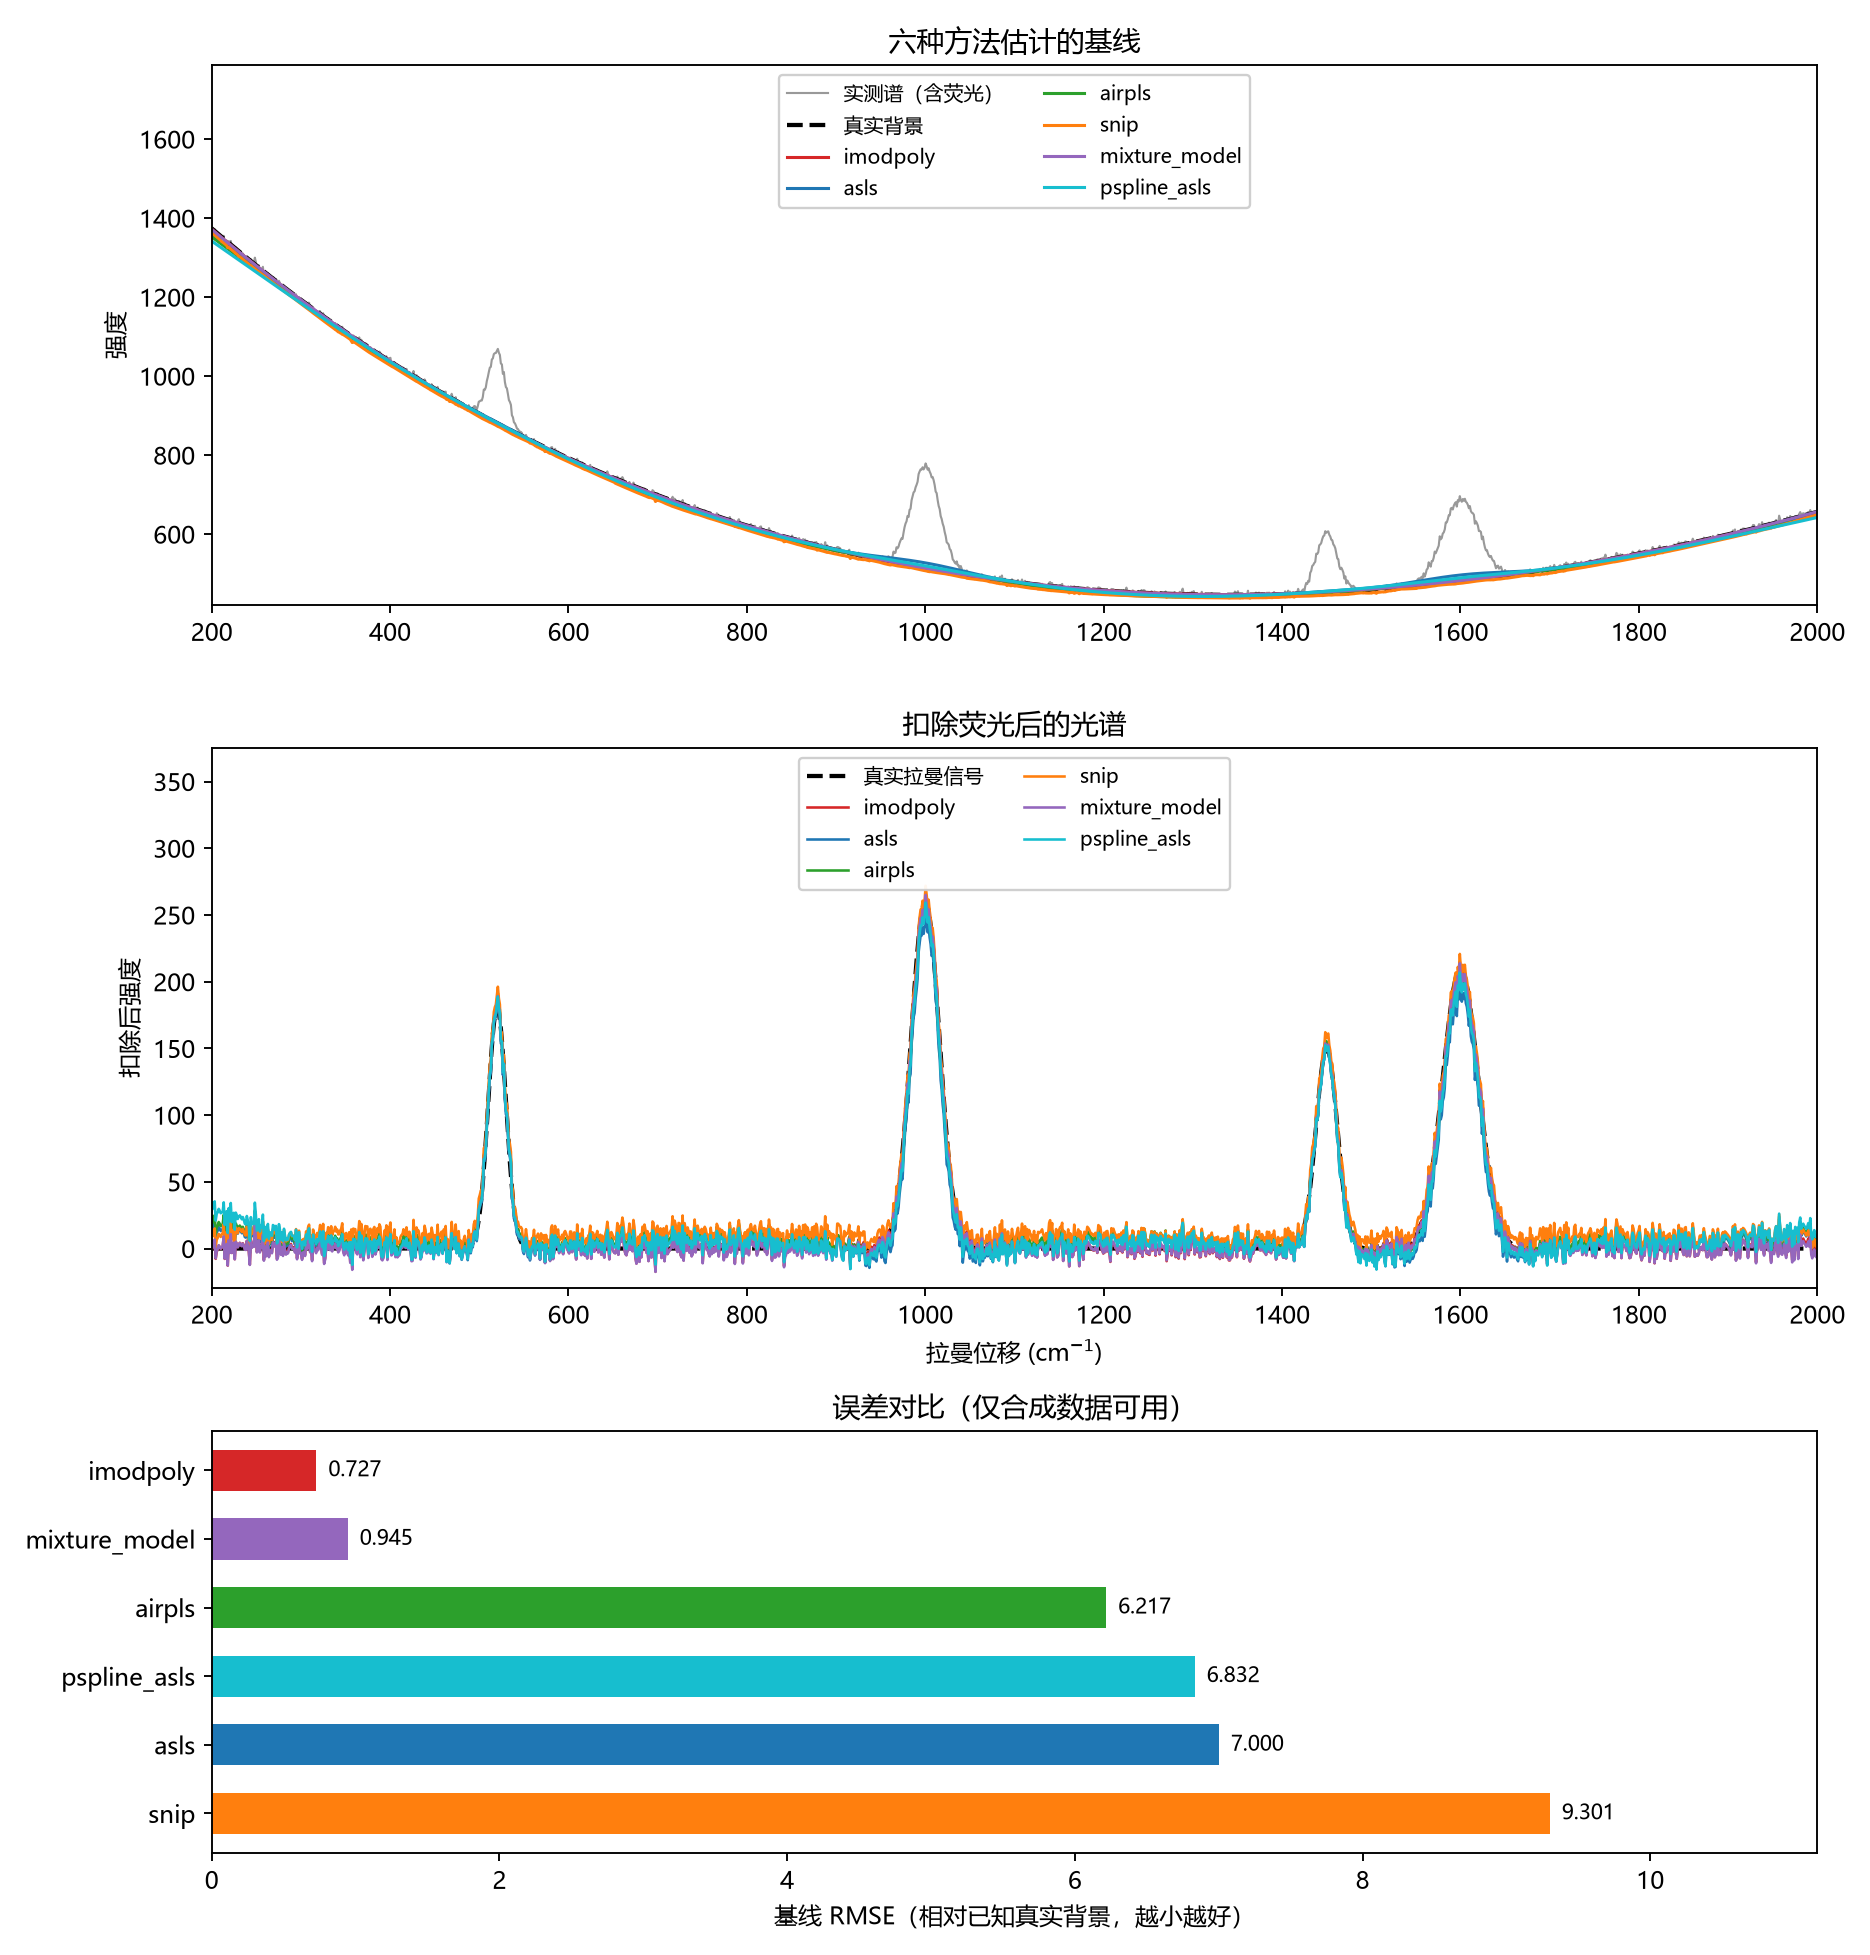 六种方法估计的基线
实测谱（含荧光）
真实背景
imodpoly
asls
airpls
snip
mixture_model
pspline_asls
强度
1600
1400
1200
1000
800
600
200 400 600 800 1000 1200 1400 1600 1800 2000
扣除荧光后的光谱
真实拉曼信号
imodpoly
asls
airpls
snip
mixture_model
pspline_asls
扣除后强度
350
300
250
200
150
100
50
0
200 400 600 800 1000 1200 1400 1600 1800 2000
拉曼位移 (cm⁻¹)
误差对比（仅合成数据可用）
imodpoly 0.727
mixture_model 0.945
airpls 6.217
pspline_asls 6.832
asls 7.000
snip 9.301
0 2 4 6 8 10
基线 RMSE（相对已知真实背景，越小越好）